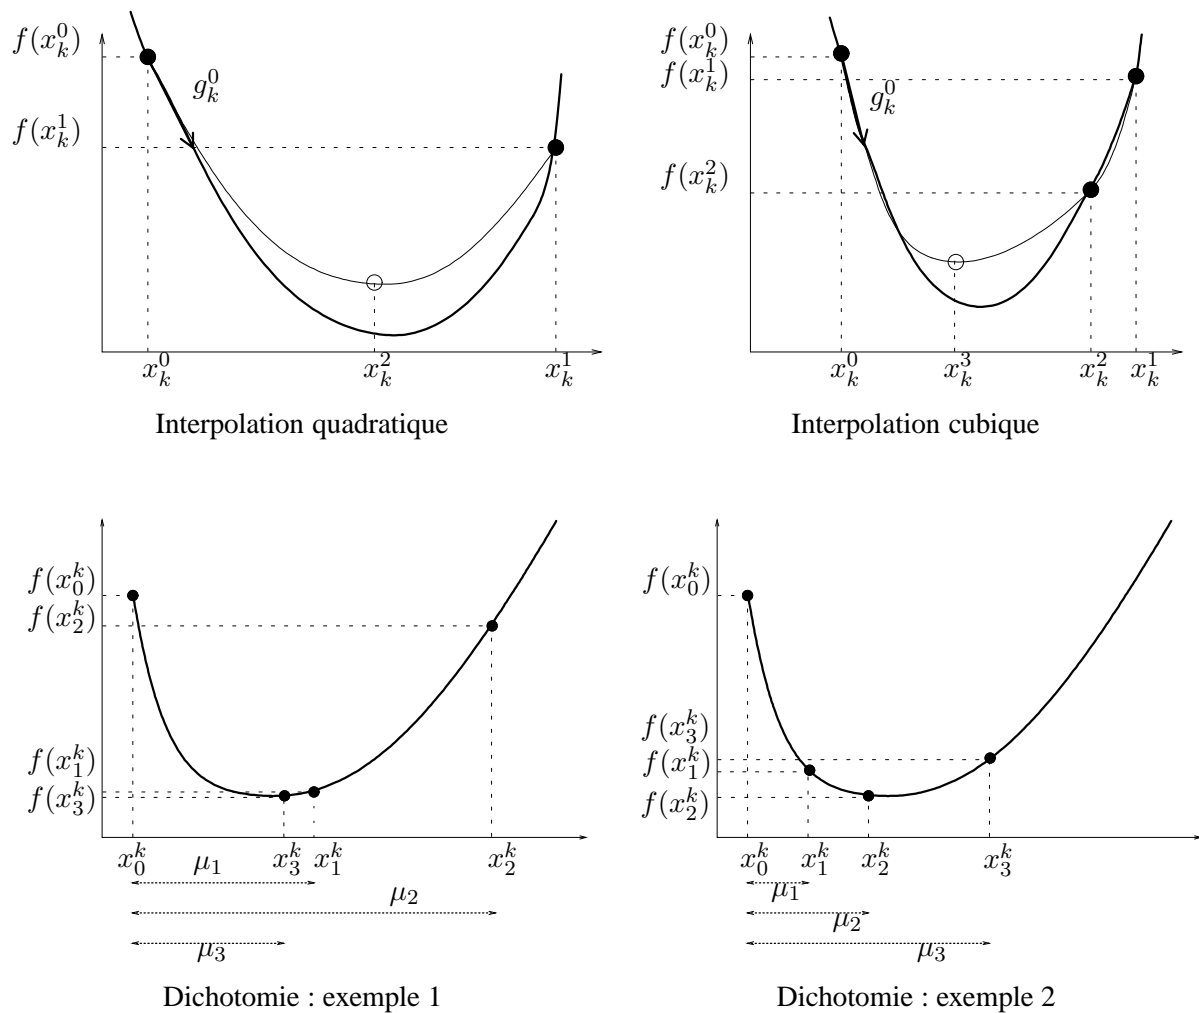 f(x_k^0)
g_k^0
f(x_k^1)
x_k^0 x_k^2 x_k^1
Interpolation quadratique
f(x_k^0)
f(x_k^1)
g_k^0
f(x_k^2)
x_k^0 x_k^3 x_k^2 x_k^1
Interpolation cubique
f(x_0^k)
f(x_2^k)
f(x_1^k)
f(x_3^k)
x_0^k x_3^k x_1^k x_2^k
μ_1
μ_2
μ_3
Dichotomie : exemple 1
f(x_0^k)
f(x_3^k)
f(x_1^k)
f(x_2^k)
x_0^k x_1^k x_2^k x_3^k
μ_1
μ_2
μ_3
Dichotomie : exemple 2